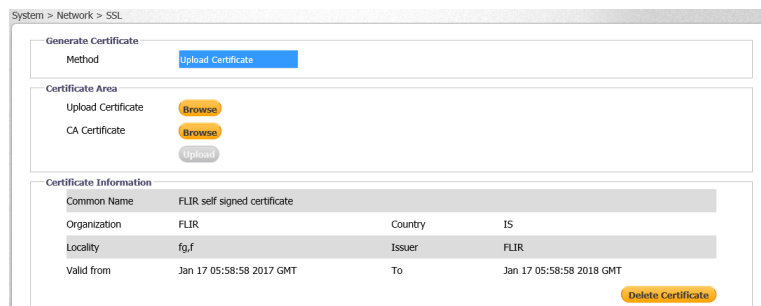 System > Network > SSL
Generate Certificate
Method Upload Certificate
Certificate Area
Upload Certificate Browse
CA Certificate Browse
Upload
Certificate Information
Common Name FLIR self signed certificate
Organization FLIR Country IS
Locality fg,f Issuer FLIR
Valid from Jan 17 05:58:58 2017 GMT To Jan 17 05:58:58 2018 GMT
Delete Certificate